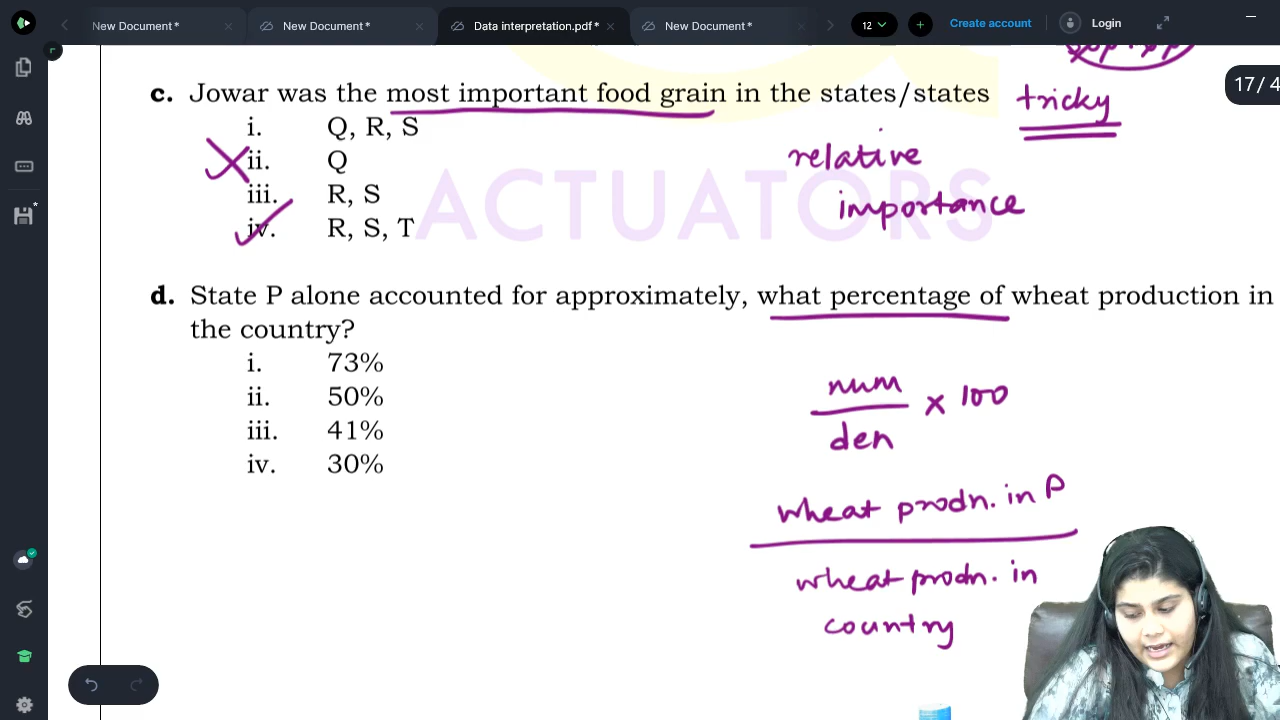 New Document*
New Document*
Data interpretation.pdf*
New Document*
12
Create account
Login
17/4
c. Jowar was the most important food grain in the states/states
tricky
i. Q, R, S
ii. Q
iii. R, S
iv. R, S, T
relative
importance
ACTUATORS
d. State P alone accounted for approximately, what percentage of wheat production in
the country?
i. 73%
ii. 50%
iii. 41%
iv. 30%
num
den
× 100
wheat prodn. in P
wheat prodn. in
country